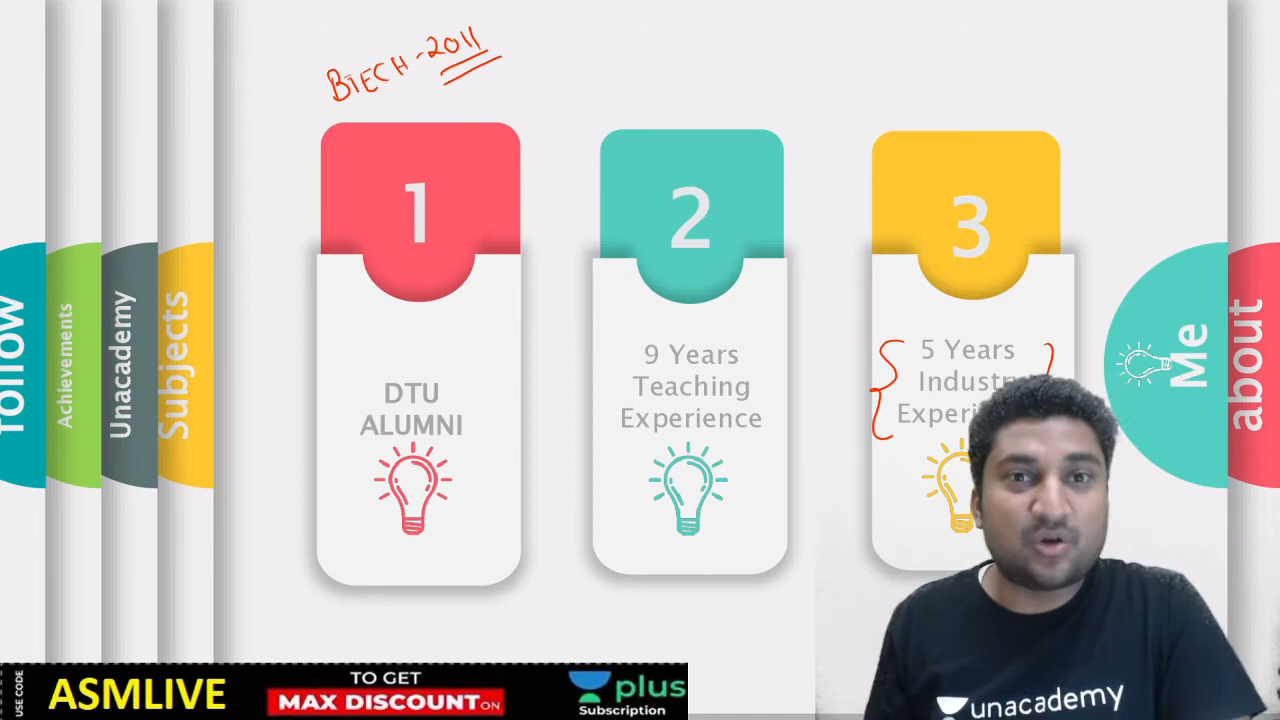 BTECH-2011
1
2
3
DTU
ALUMNI
9 Years
Teaching
Experience
5 Years
Follow
Achievements
Unacademy
Subjects
Me
about
USE CODE
ASMLIVE
TO GET
MAX DISCOUNT ON
plus
Subscription
unacademy